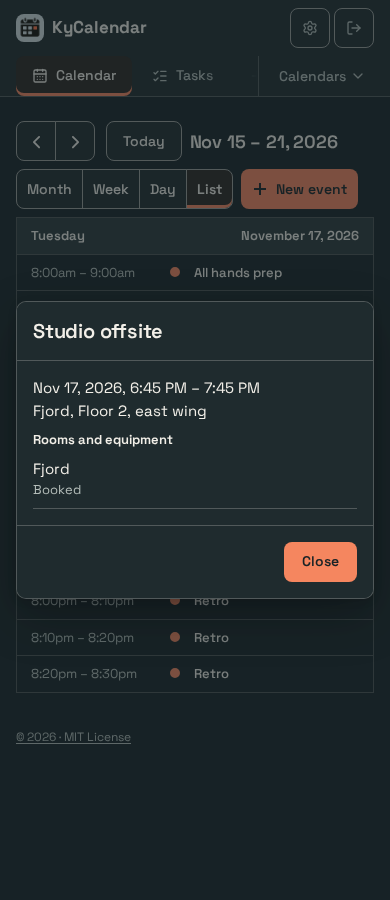 KyCalendar
Calendar
Tasks
Calendars
Today
Nov 15 – 21, 2026
Month
Week
Day
List
New event
Tuesday
November 17, 2026
8:00am – 9:00am
All hands prep
Studio offsite
Nov 17, 2026, 6:45 PM – 7:45 PM
Fjord, Floor 2, east wing
Rooms and equipment
Fjord
Booked
Close
8:00pm – 8:10pm
Retro
8:10pm – 8:20pm
Retro
8:20pm – 8:30pm
Retro
© 2026 · MIT License